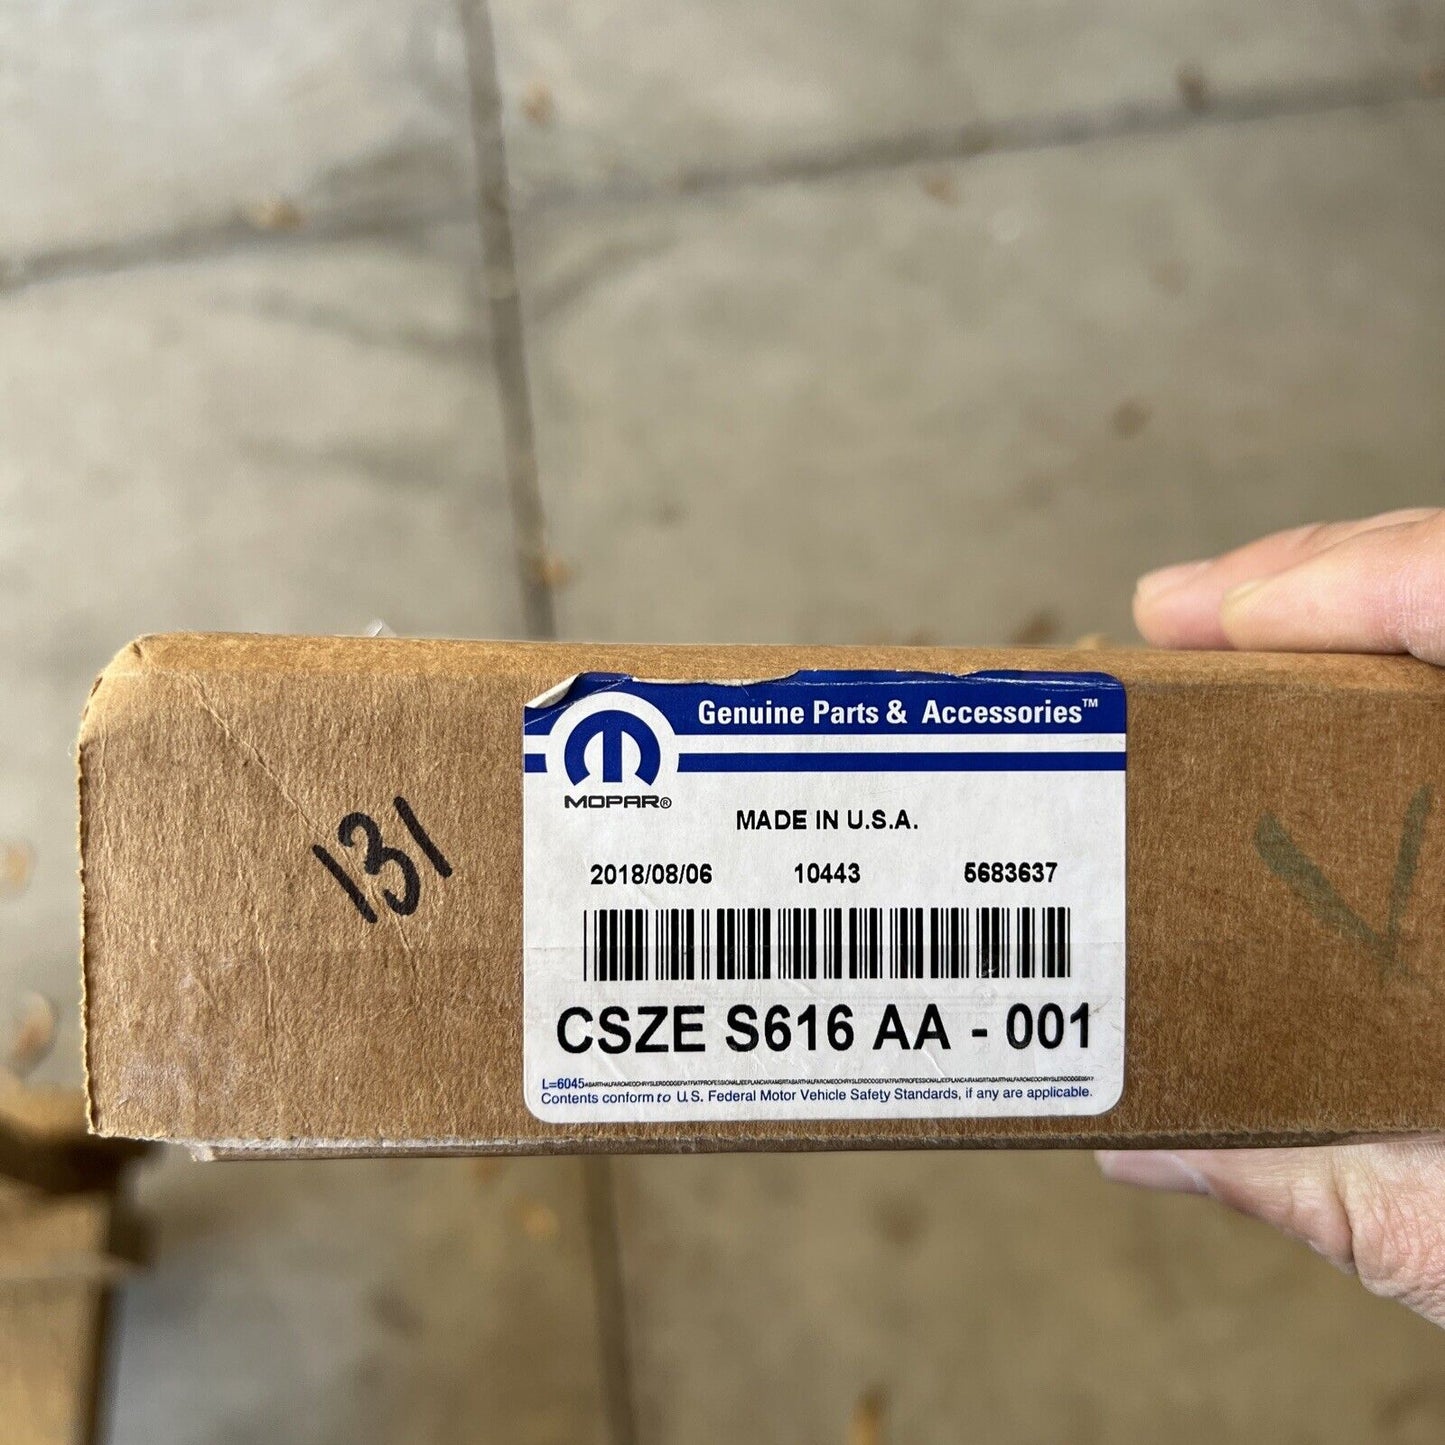 Genuine Parts & Accessories™
MOPAR®
MADE IN U.S.A.
2018/08/06 10443 5683637
131
CSZE S616 AA - 001
L=6045
Contents conform to U.S. Federal Motor Vehicle Safety Standards, if any are applicable.